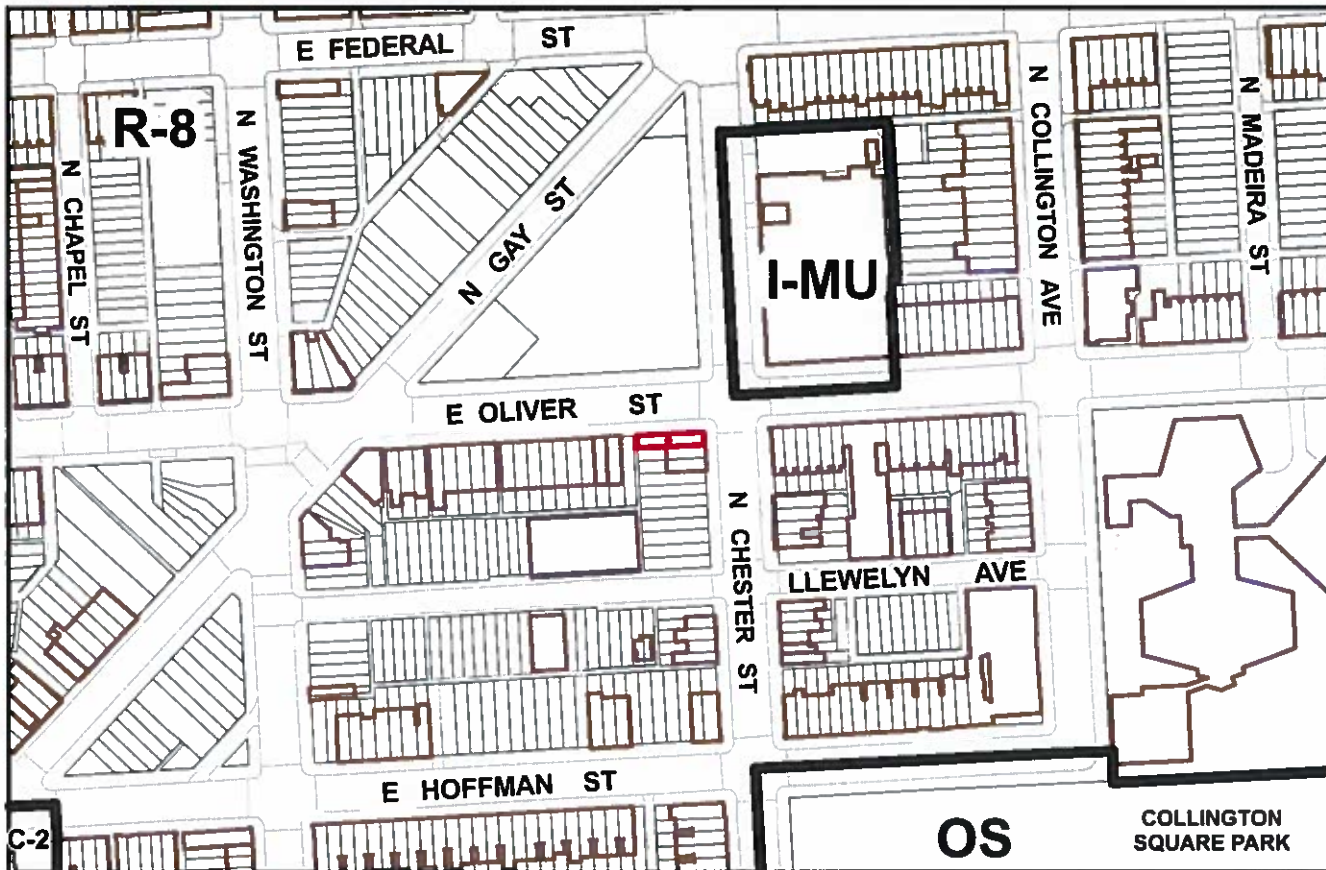 E FEDERAL ST
R-8
N WASHINGTON ST
N CHAPEL ST
N GAY ST
I-MU
N COLLINGTON AVE
N MADEIRA ST
E OLIVER ST
N CHESTER ST
LLEWELYN AVE
E HOFFMAN ST
C-2
OS
COLLINGTON
SQUARE PARK